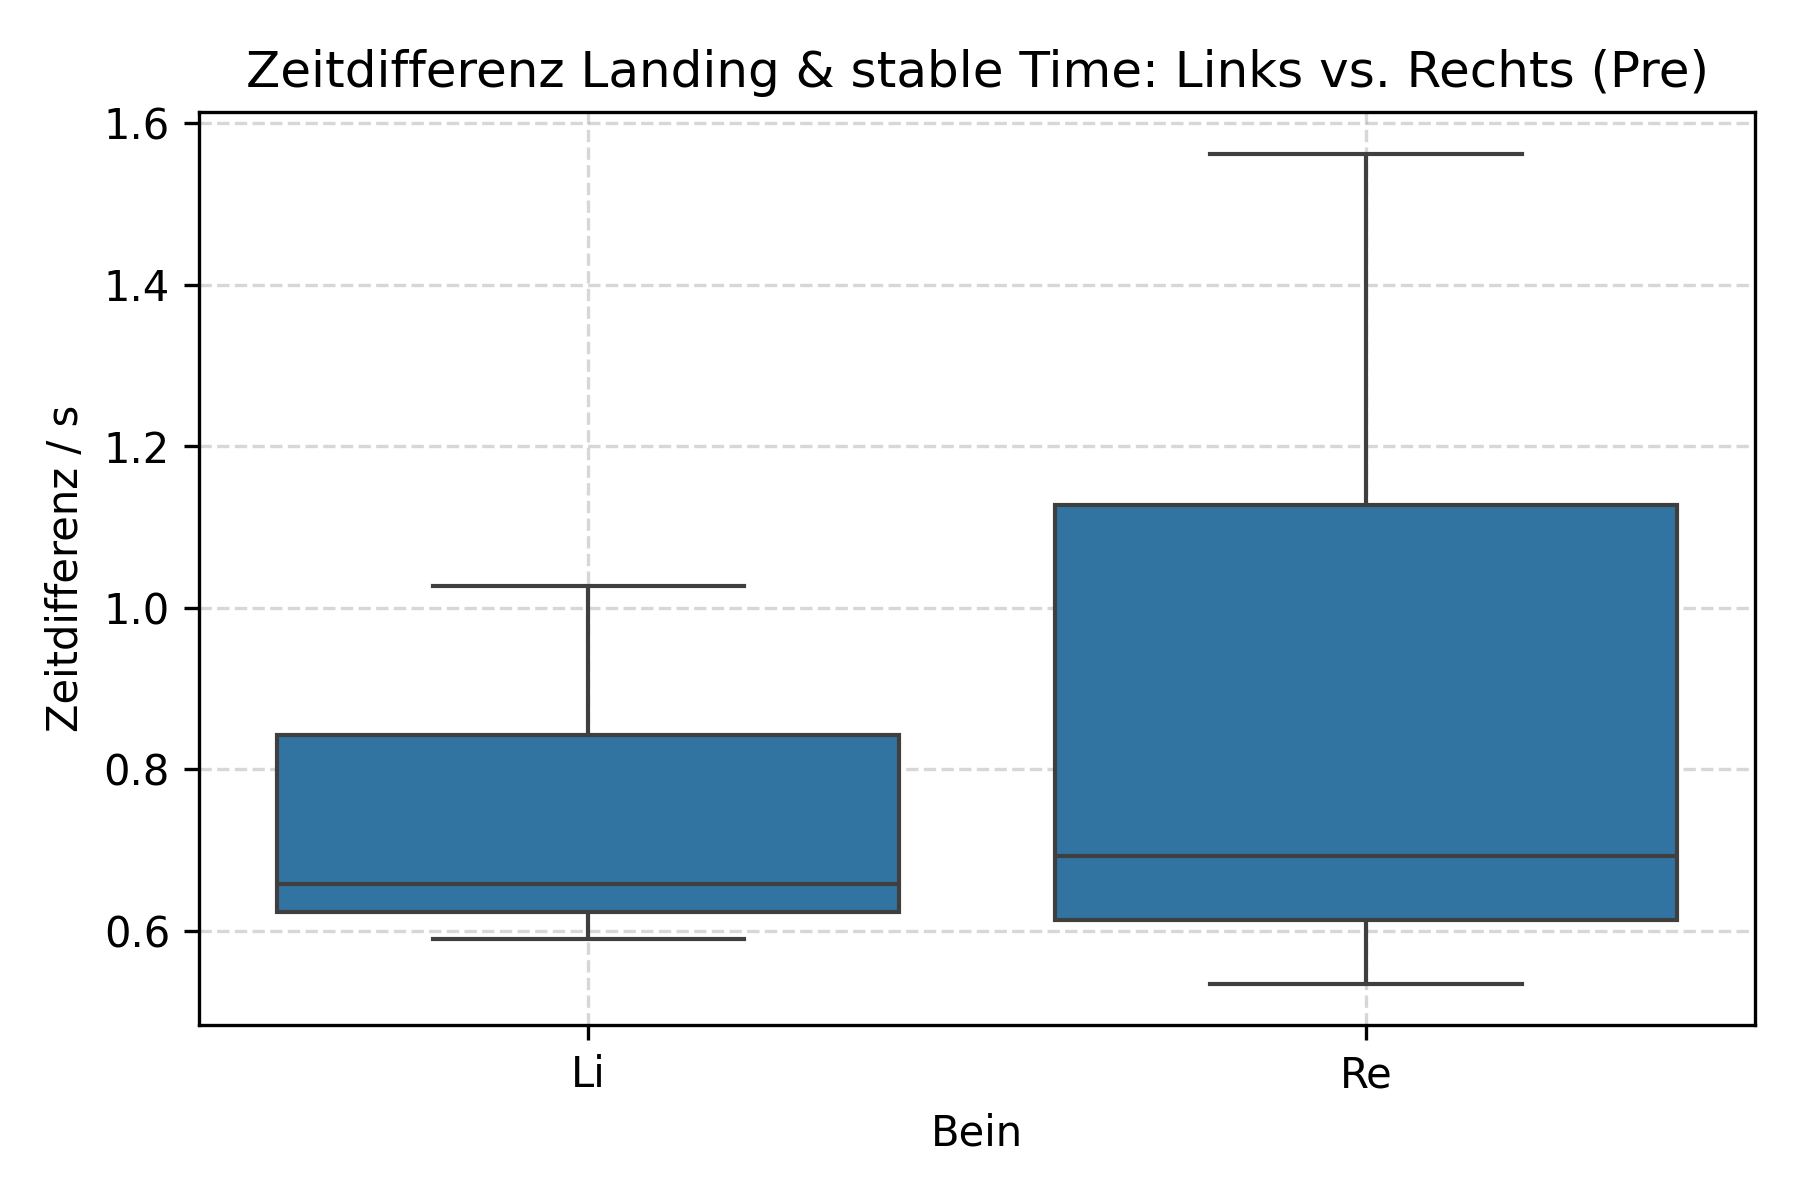 Zeitdifferenz Landing & stable Time: Links vs. Rechts (Pre)
1.6
1.4
1.2
1.0
0.8
0.6
Zeitdifferenz / s
Li
Re
Bein